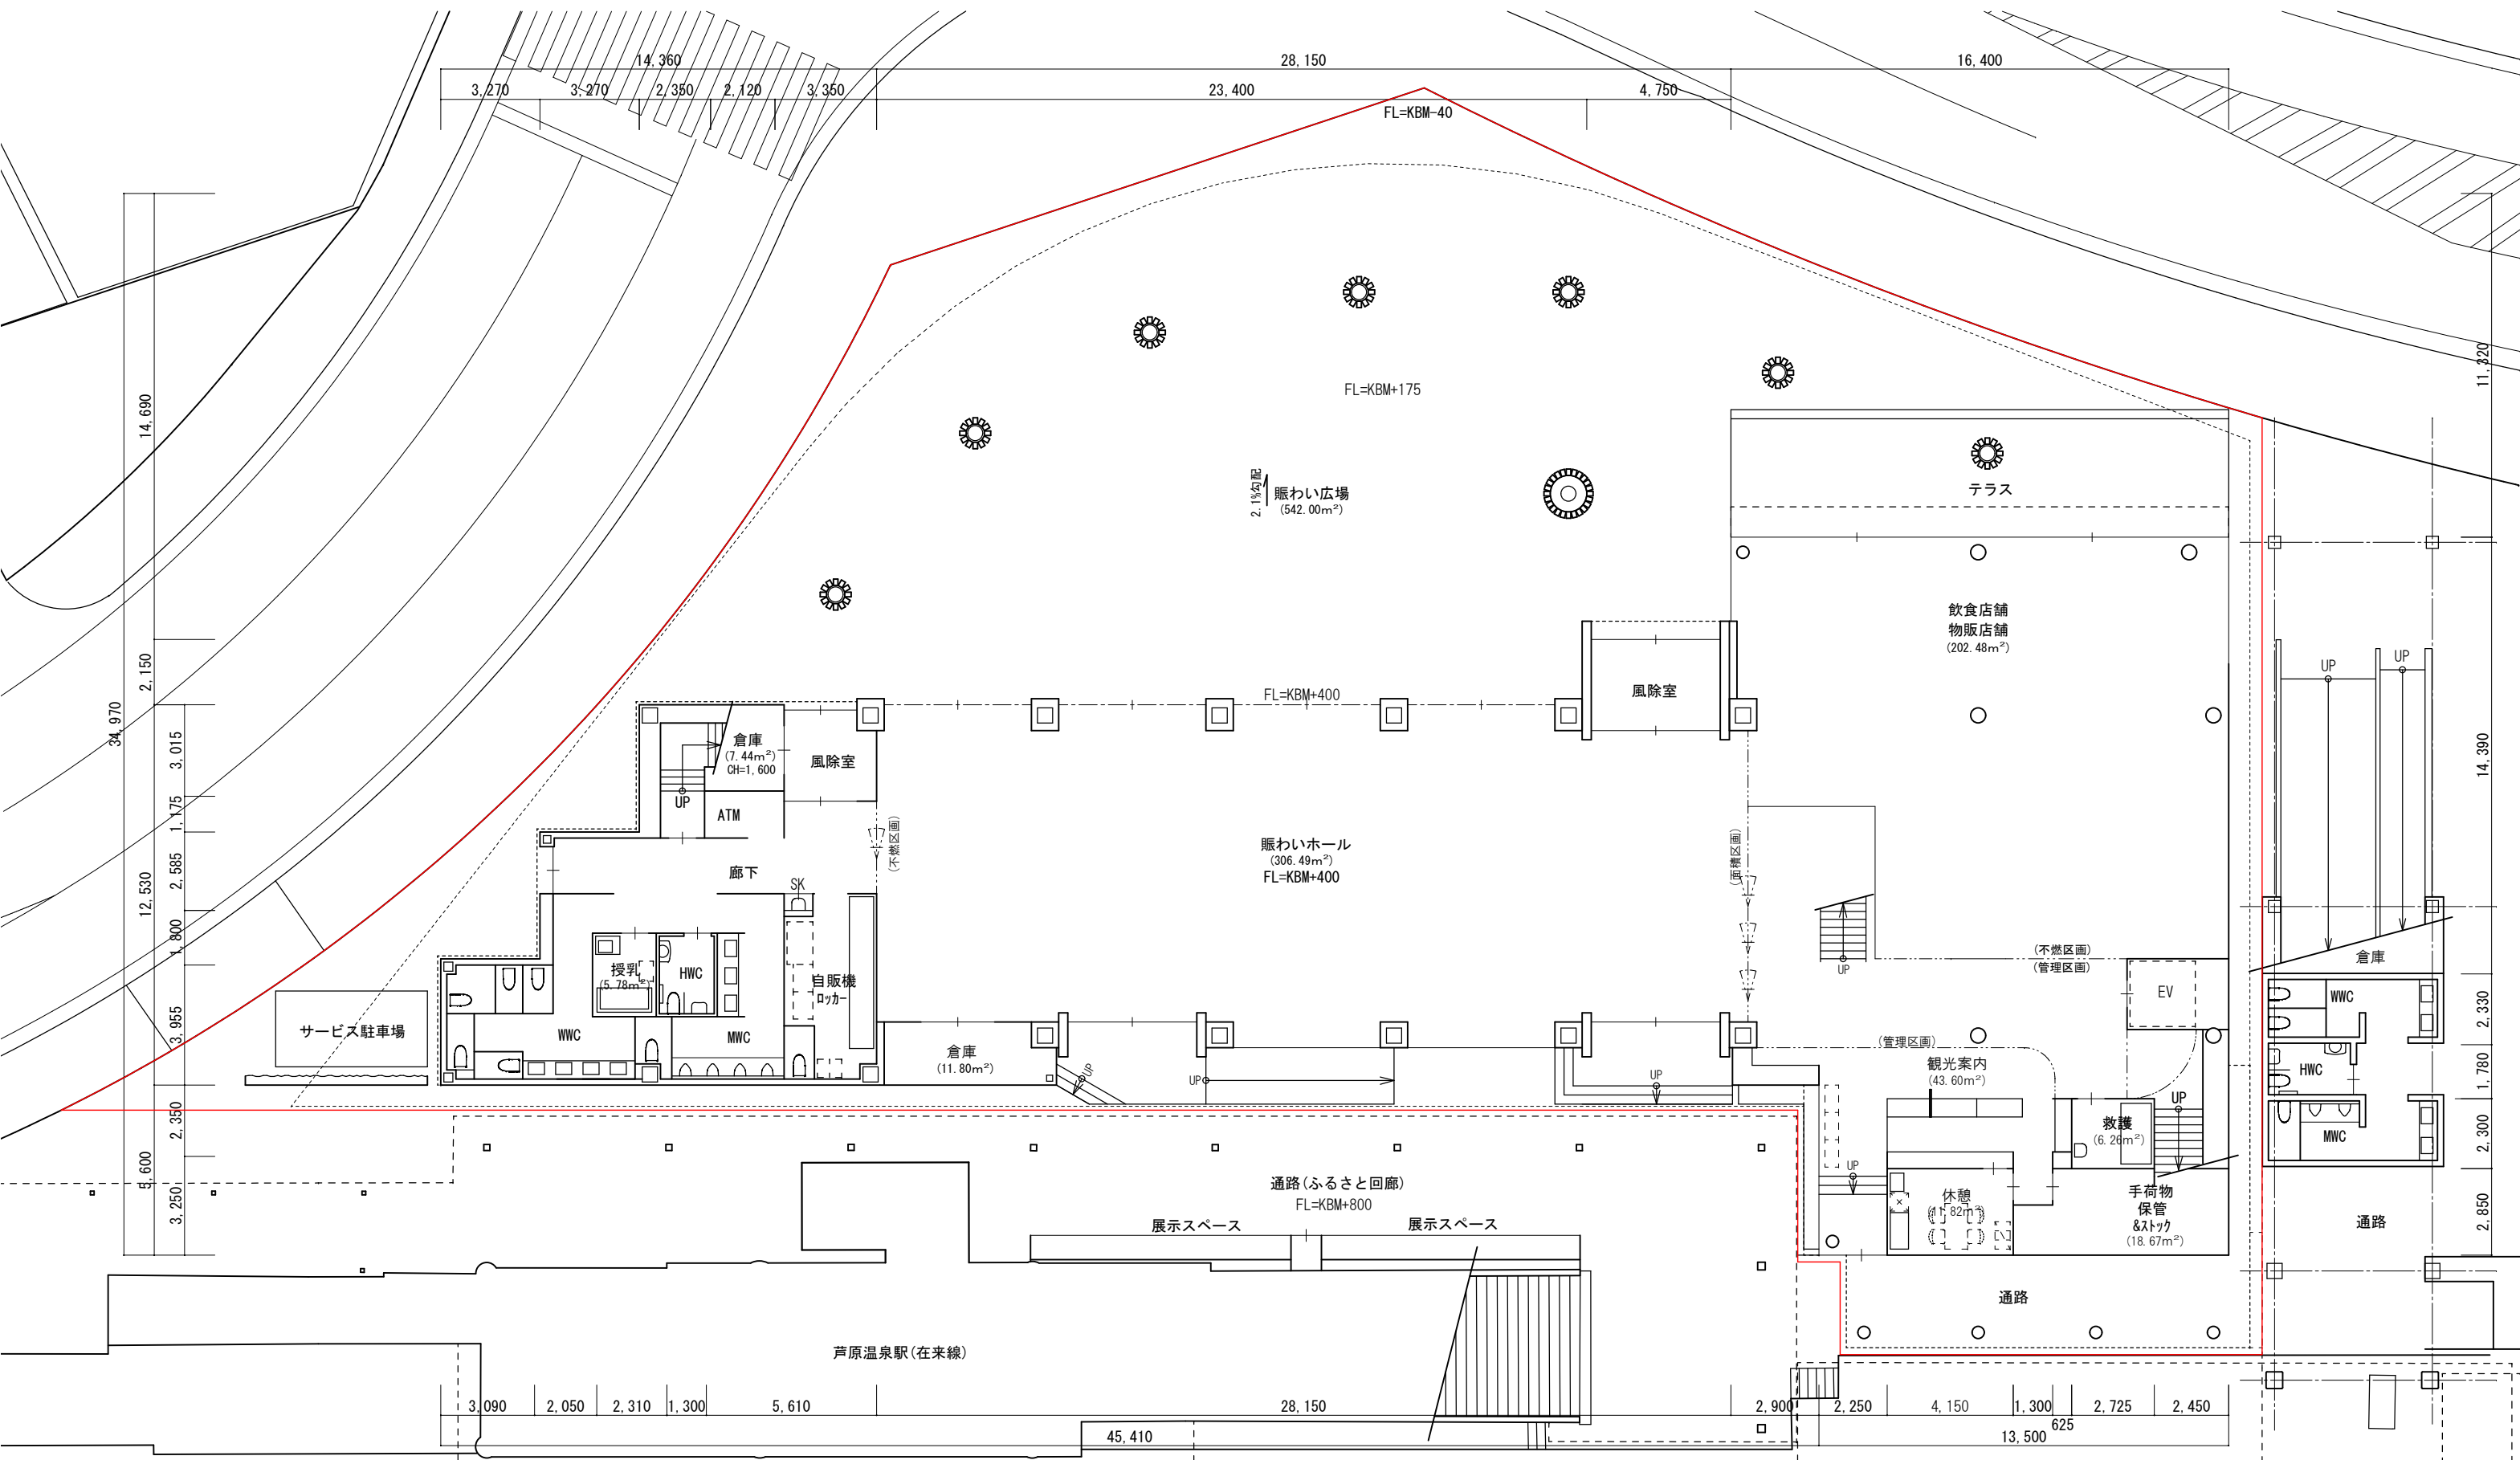 14,360
28,150
16,400
3,270
3,270
2,350
2,120
3,350
23,400
4,750
FL=KBM-40
11,320
14,690
FL=KBM+175
2.1%勾配
賑わい広場
(542.00m²)
テラス
飲食店舗
物販店舗
(202.48m²)
2,150
34,970
UP
UP
風除室
FL=KBM+400
3,015
倉庫
(7.44m²)
CH=1,600
風除室
14,390
UP
ATM
1,175
(不燃区画)
(面積区画)
賑わいホール
(306.49m²)
FL=KBM+400
2,585
12,530
廊下
SK
1,800
(不燃区画)
(管理区画)
UP
倉庫
授乳
(5.78m²)
HWC
自販機
ロッカー
EV
WWC
サービス駐車場
3,955
WWC
MWC
倉庫
(11.80m²)
2,330
(管理区画)
観光案内
(43.60m²)
UP
UP
UP
HWC
1,780
UP
2,350
救護
(6.26m²)
MWC
2,300
5,600
3,250
通路(ふるさと回廊)
FL=KBM+800
UP
休憩
(11.82m²)
手荷物
保管
&ストック
(18.67m²)
展示スペース
展示スペース
通路
2,850
通路
芦原温泉駅(在来線)
3,090
2,050
2,310
1,300
5,610
28,150
2,900
2,250
4,150
1,300
625
2,725
2,450
45,410
13,500